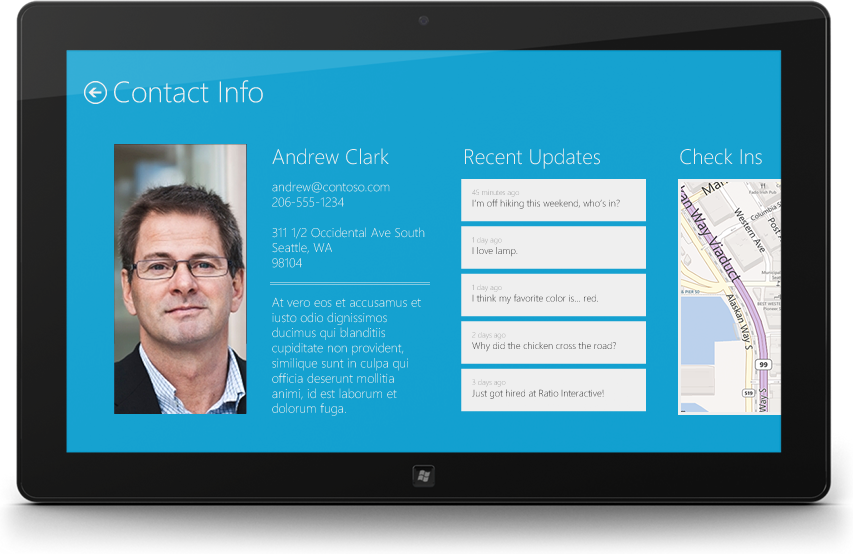 Contact Info
Andrew Clark
andrew@contoso.com
206-555-1234
311 1/2 Occidental Ave South
Seattle, WA
98104
At vero eos et accusamus et
iusto odio dignissimos
ducimus qui blanditiis
cupiditate non provident,
similique sunt in culpa qui
officia deserunt mollitia
animi, id est laborum et
dolorum fuga.
Recent Updates
45 minutes ago
I'm off hiking this weekend, who's in?
1 day ago
I love lamp.
1 day ago
I think my favorite color is... red.
2 days ago
Why did the chicken cross the road?
3 days ago
Just got hired at Ratio Interactive!
Check Ins
Western Ave
Columbia S
Post
Way Viaduct
Alaskan Way S
99
519
Way S